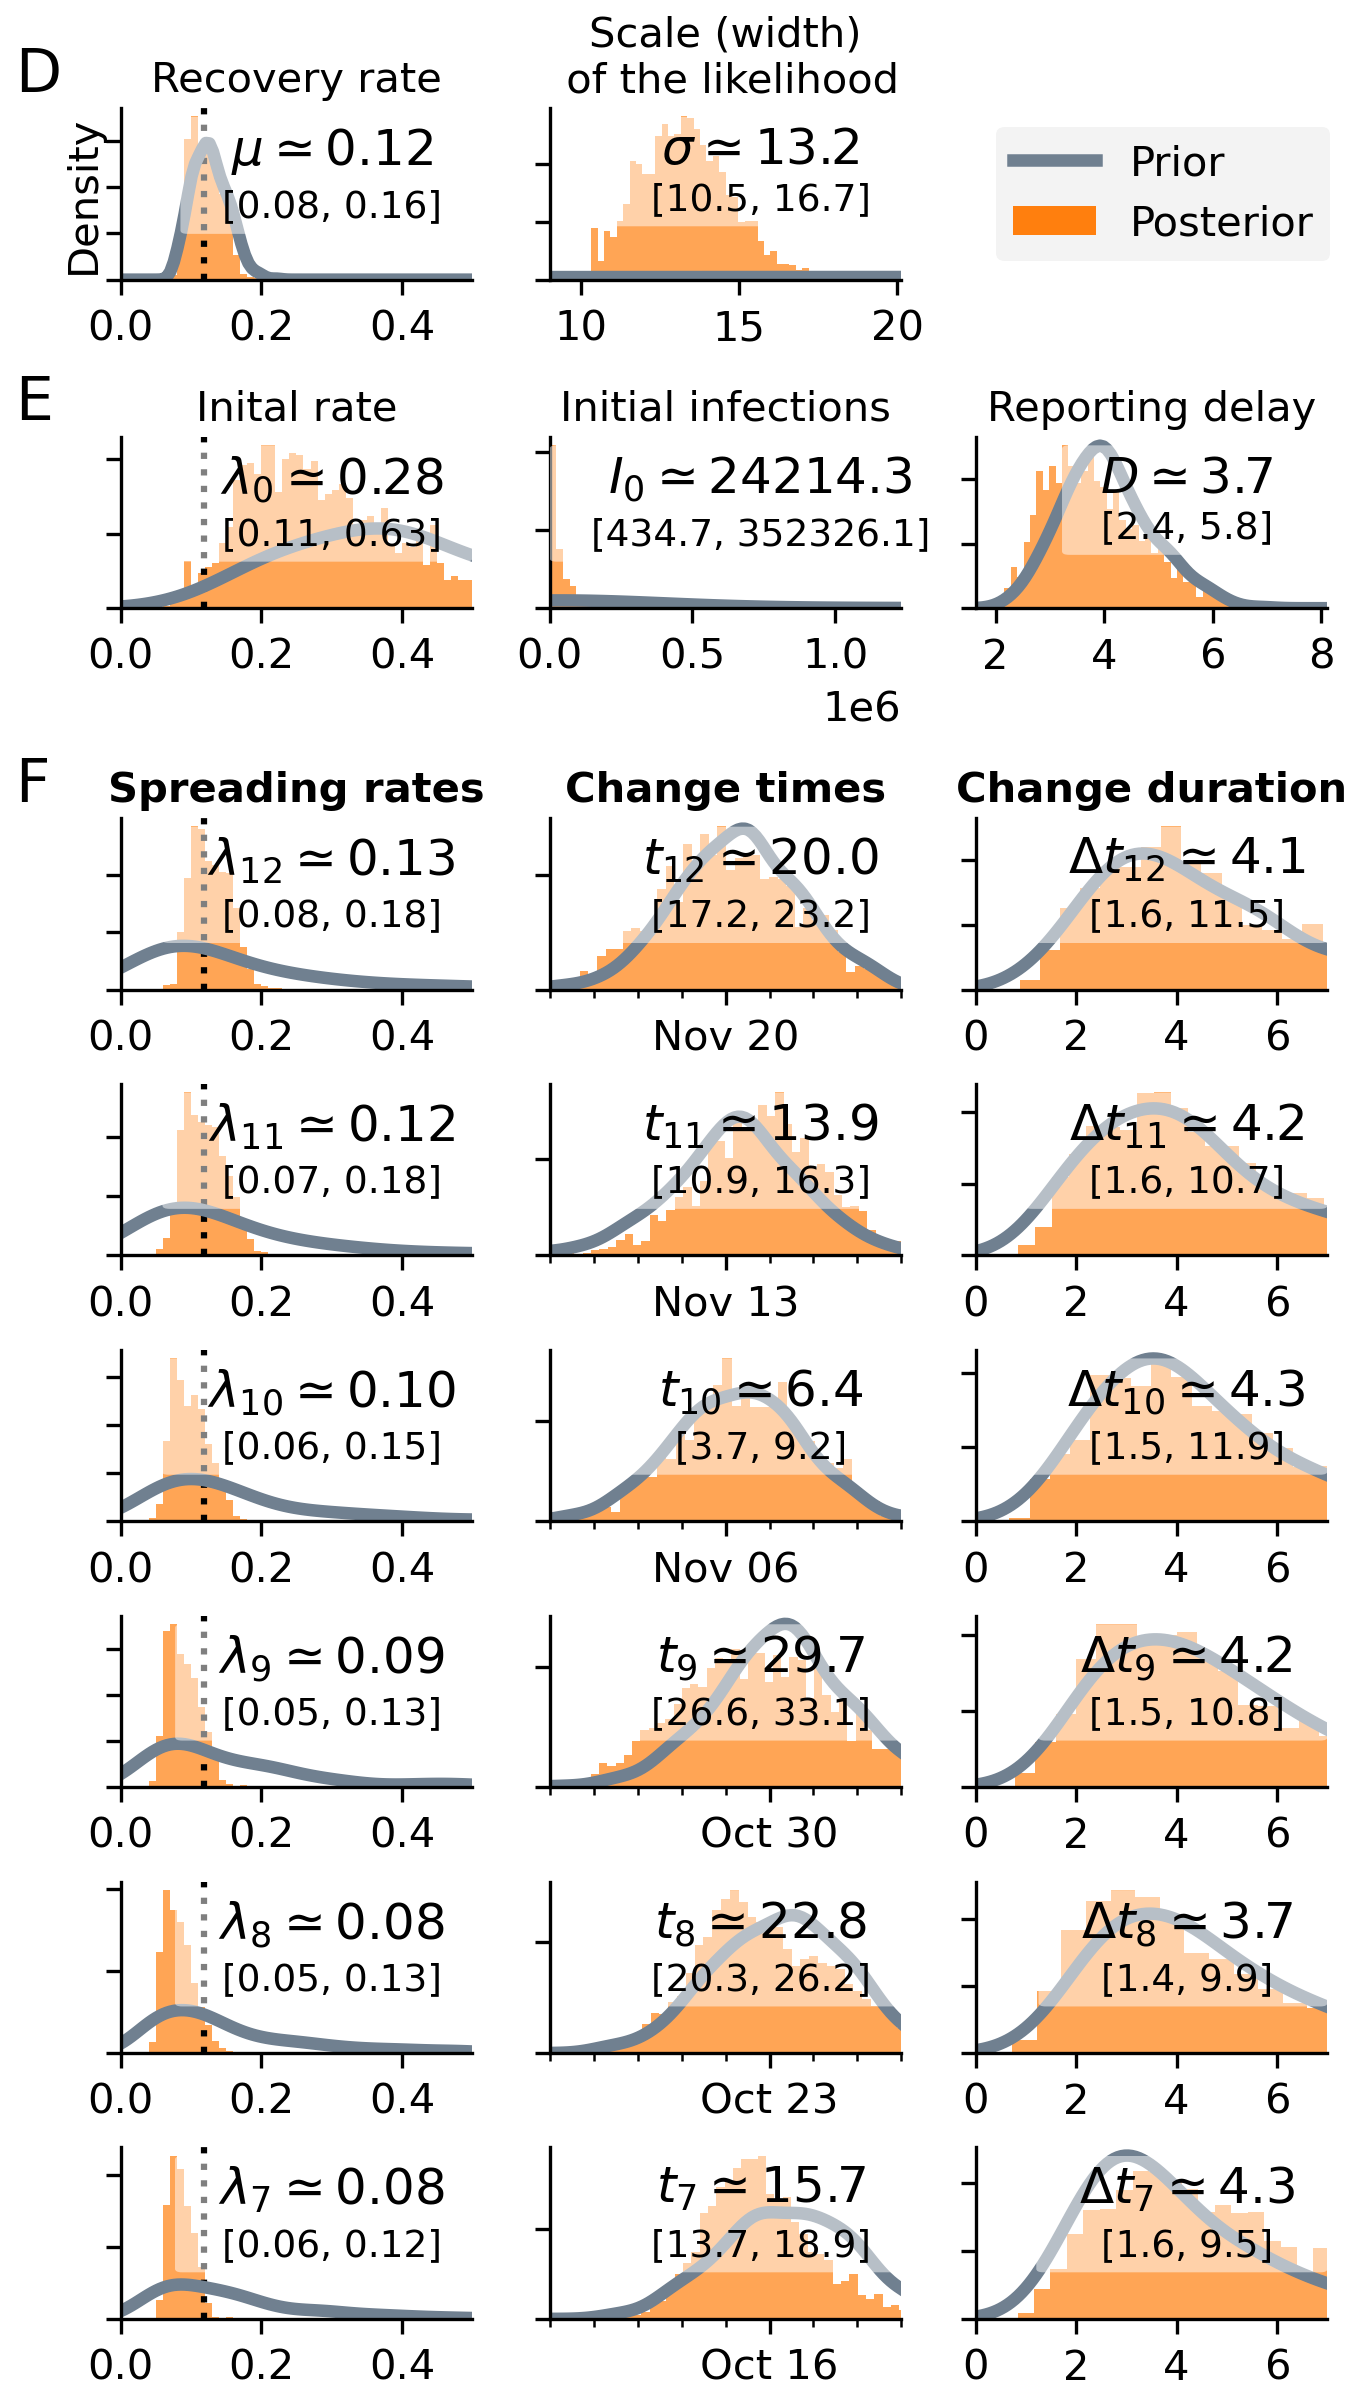 D
Recovery rate
Scale (width)
of the likelihood
Density
μ ≃ 0.12
[0.08, 0.16]
0.0 0.2 0.4
σ ≃ 13.2
[10.5, 16.7]
10 15 20
Prior
Posterior
E
Inital rate
λ0 ≃ 0.28
[0.11, 0.63]
0.0 0.2 0.4
Initial infections
I0 ≃ 24214.3
[434.7, 352326.1]
0.0 0.5 1.0
1e6
Reporting delay
D ≃ 3.7
[2.4, 5.8]
2 4 6 8
F
Spreading rates
Change times
Change duration
λ12 ≃ 0.13
[0.08, 0.18]
0.0 0.2 0.4
t12 ≃ 20.0
[17.2, 23.2]
Nov 20
Δt12 ≃ 4.1
[1.6, 11.5]
0 2 4 6
λ11 ≃ 0.12
[0.07, 0.18]
0.0 0.2 0.4
t11 ≃ 13.9
[10.9, 16.3]
Nov 13
Δt11 ≃ 4.2
[1.6, 10.7]
0 2 4 6
λ10 ≃ 0.10
[0.06, 0.15]
0.0 0.2 0.4
t10 ≃ 6.4
[3.7, 9.2]
Nov 06
Δt10 ≃ 4.3
[1.5, 11.9]
0 2 4 6
λ9 ≃ 0.09
[0.05, 0.13]
0.0 0.2 0.4
t9 ≃ 29.7
[26.6, 33.1]
Oct 30
Δt9 ≃ 4.2
[1.5, 10.8]
0 2 4 6
λ8 ≃ 0.08
[0.05, 0.13]
0.0 0.2 0.4
t8 ≃ 22.8
[20.3, 26.2]
Oct 23
Δt8 ≃ 3.7
[1.4, 9.9]
0 2 4 6
λ7 ≃ 0.08
[0.06, 0.12]
0.0 0.2 0.4
t7 ≃ 15.7
[13.7, 18.9]
Oct 16
Δt7 ≃ 4.3
[1.6, 9.5]
0 2 4 6